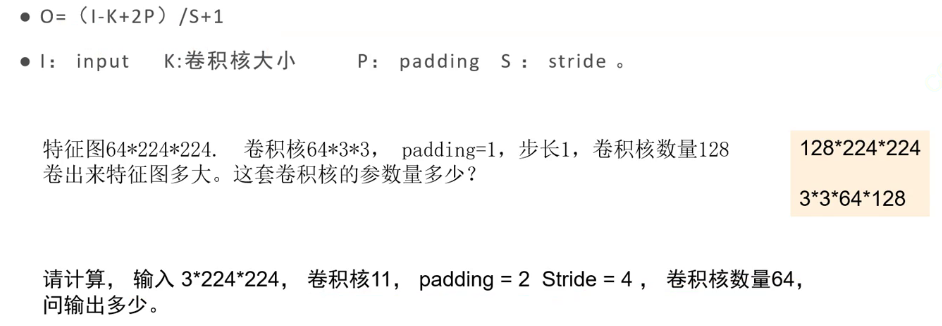 ● O=（I-K+2P）/S+1
● I： input K:卷积核大小 P： padding S ： stride 。
特征图64*224*224. 卷积核64*3*3， padding=1，步长1，卷积核数量128
卷出来特征图多大。这套卷积核的参数量多少？
128*224*224
3*3*64*128
请计算， 输入 3*224*224， 卷积核11， padding = 2 Stride = 4 ， 卷积核数量64，
问输出多少。